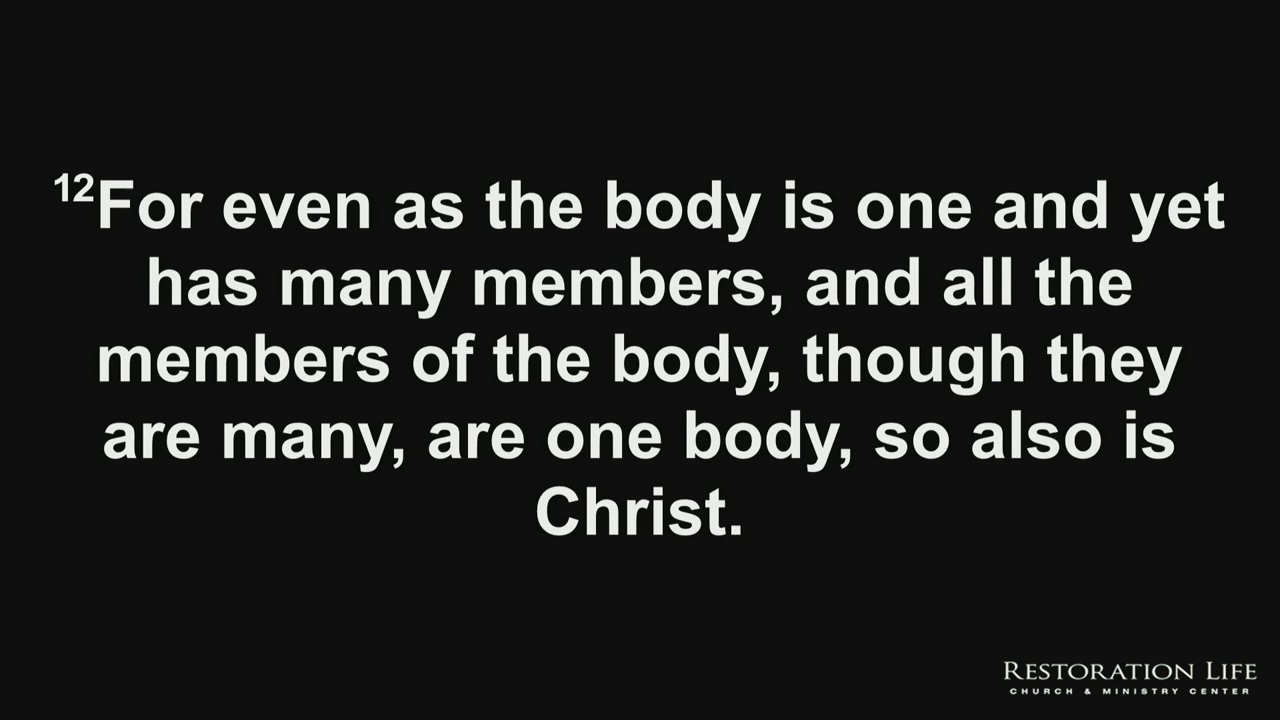 12For even as the body is one and yet
has many members, and all the
members of the body, though they
are many, are one body, so also is
Christ.
RESTORATION LIFE
CHURCH & MINISTRY CENTER